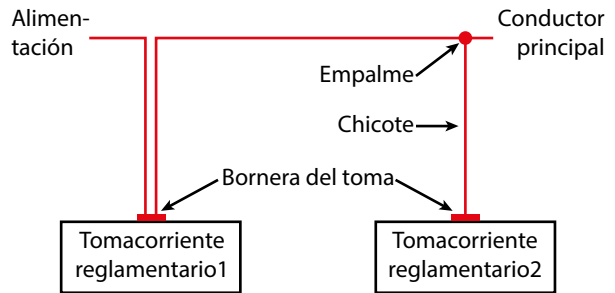 Alimen-
tación
Conductor
principal
Empalme
Chicote
Bornera del toma
Tomacorriente
reglamentario1
Tomacorriente
reglamentario2